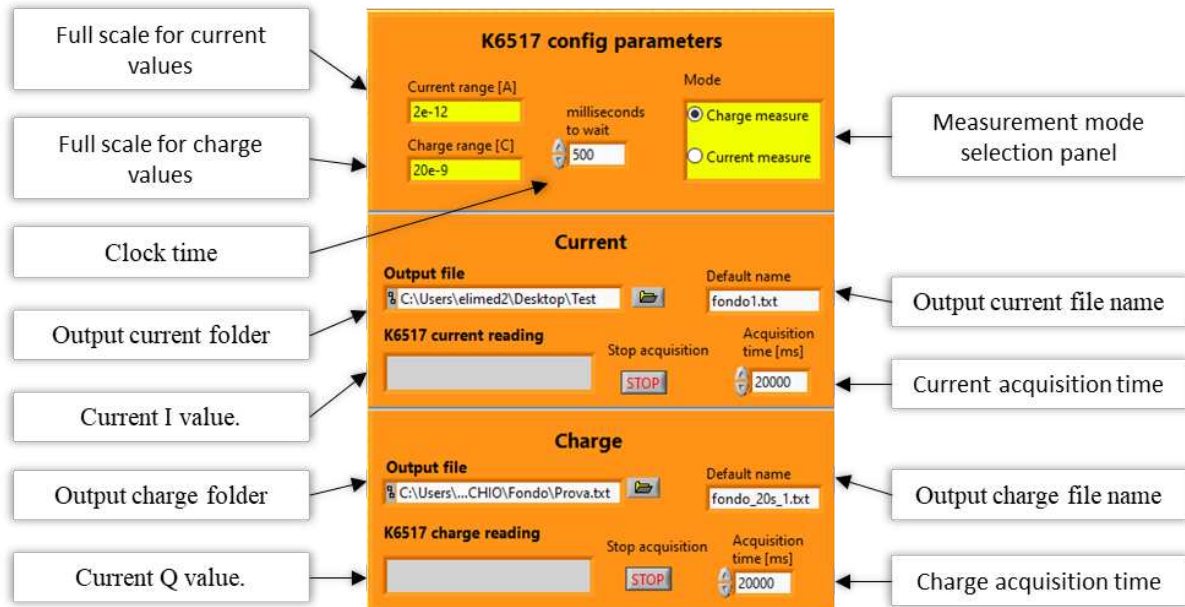 Full scale for current
values
Full scale for charge
values
Clock time
Output current folder
Current I value.
Output charge folder
Current Q value.
K6517 config parameters
Current range [A]
2e-12
Charge range [C]
20e-9
milliseconds
to wait
500
Mode
Charge measure
Current measure
Current
Output file
C:\Users\elimed2\Desktop\Test
Default name
fondo1.txt
K6517 current reading
Stop acquisition
STOP
Acquisition
time [ms]
20000
Charge
Output file
C:\Users\...CHIO\Fondo\Prova.txt
Default name
fondo_20s_1.txt
K6517 charge reading
Stop acquisition
STOP
Acquisition
time [ms]
20000
Measurement mode
selection panel
Output current file name
Current acquisition time
Output charge file name
Charge acquisition time